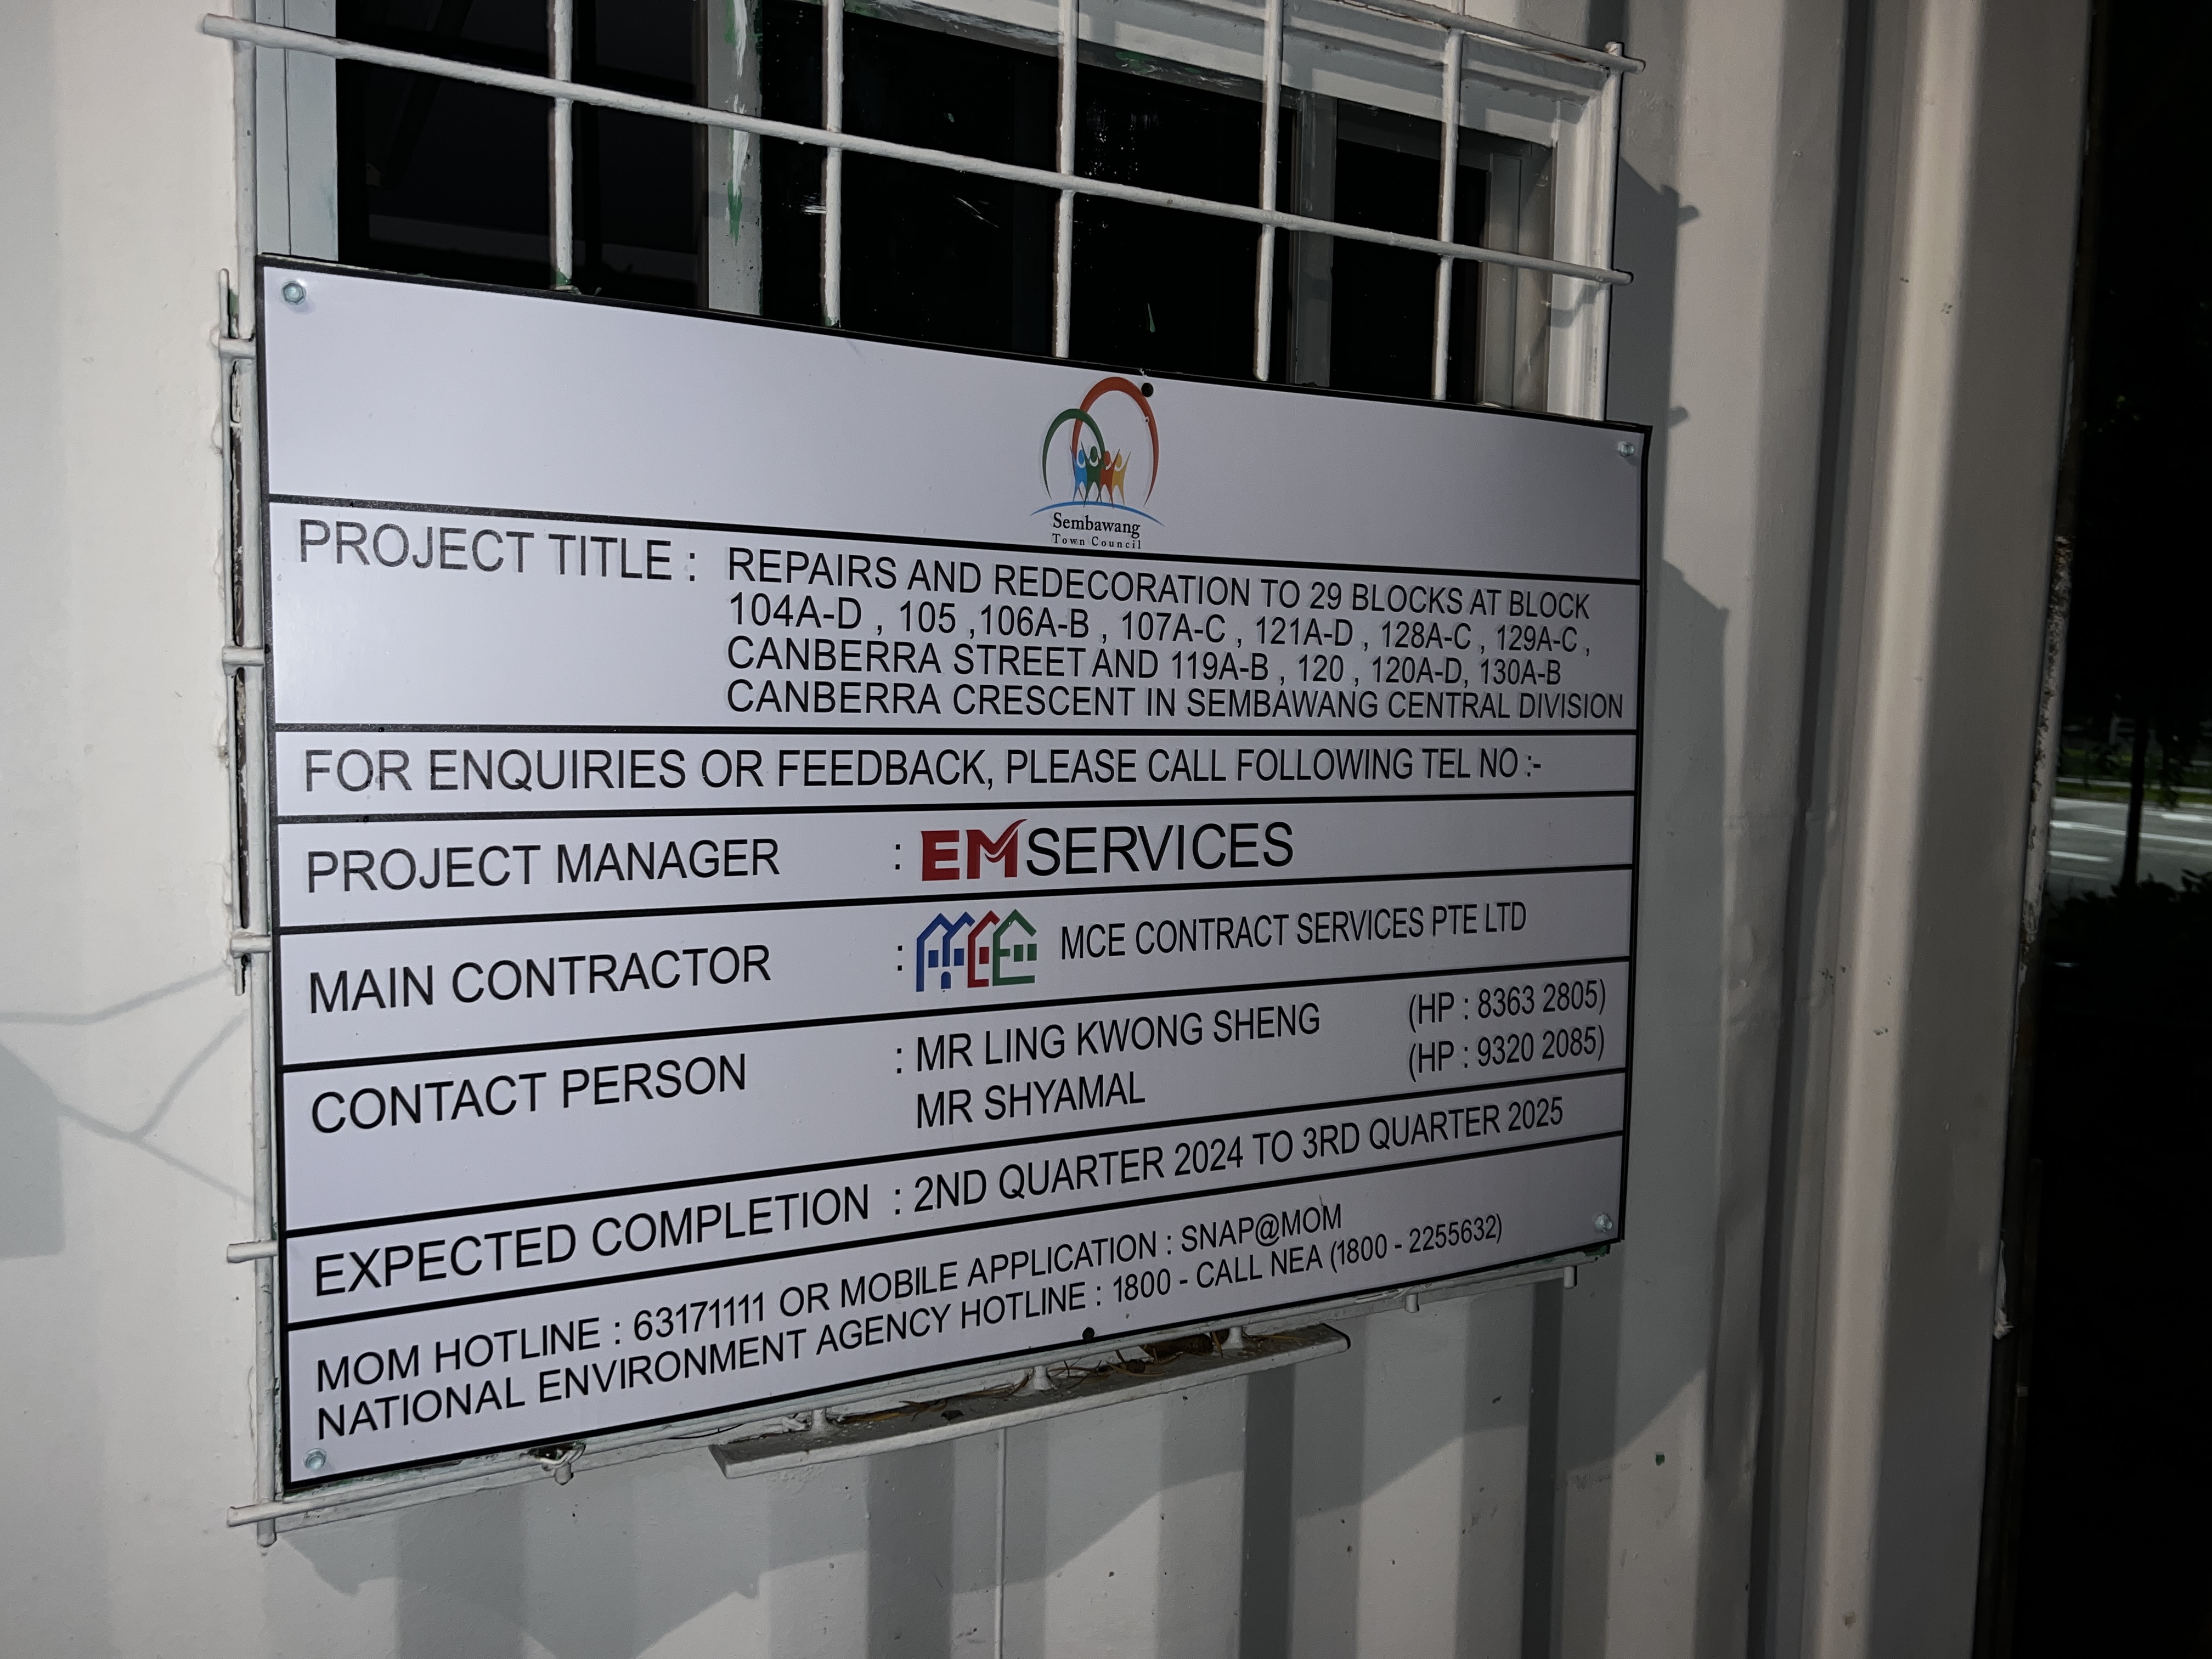 Sembawang
Town Council
PROJECT TITLE : REPAIRS AND REDECORATION TO 29 BLOCKS AT BLOCK
104A-D , 105 ,106A-B , 107A-C , 121A-D , 128A-C , 129A-C ,
CANBERRA STREET AND 119A-B , 120 , 120A-D, 130A-B
CANBERRA CRESCENT IN SEMBAWANG CENTRAL DIVISION
FOR ENQUIRIES OR FEEDBACK, PLEASE CALL FOLLOWING TEL NO :-
PROJECT MANAGER : EM SERVICES
MAIN CONTRACTOR : MCE MCE CONTRACT SERVICES PTE LTD
CONTACT PERSON : MR LING KWONG SHENG (HP : 8363 2805)
MR SHYAMAL (HP : 9320 2085)
EXPECTED COMPLETION : 2ND QUARTER 2024 TO 3RD QUARTER 2025
MOM HOTLINE : 63171111 OR MOBILE APPLICATION : SNAP@MOM
NATIONAL ENVIRONMENT AGENCY HOTLINE : 1800 - CALL NEA (1800 - 2255632)